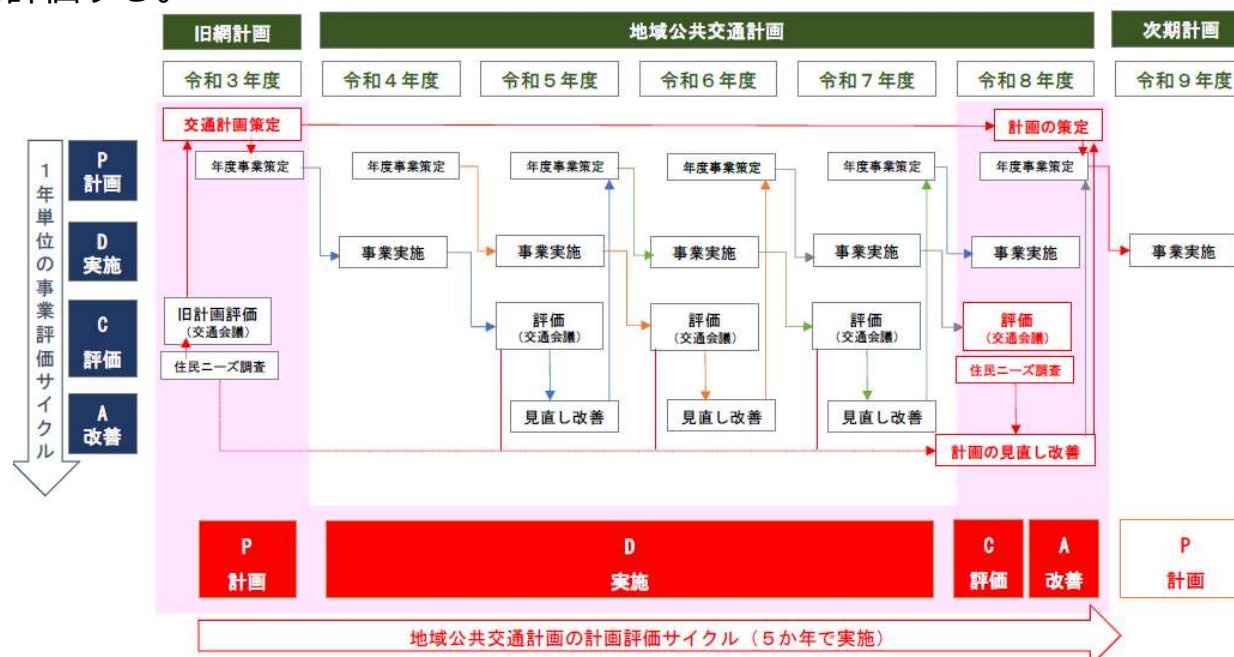 評価する。
旧網計画
地域公共交通計画
次期計画
令和３年度
令和４年度
令和５年度
令和６年度
令和７年度
令和８年度
令和９年度
１年単位の事業評価サイクル
P
計画
D
実施
C
評価
A
改善
交通計画策定
計画の策定
年度事業策定
年度事業策定
年度事業策定
年度事業策定
年度事業策定
年度事業策定
事業実施
事業実施
事業実施
事業実施
事業実施
事業実施
旧計画評価
（交通会議）
評価
（交通会議）
評価
（交通会議）
評価
（交通会議）
評価
（交通会議）
住民ニーズ調査
住民ニーズ調査
見直し改善
見直し改善
見直し改善
計画の見直し改善
P
計画
D
実施
C
評価
A
改善
P
計画
地域公共交通計画の計画評価サイクル（５か年で実施）